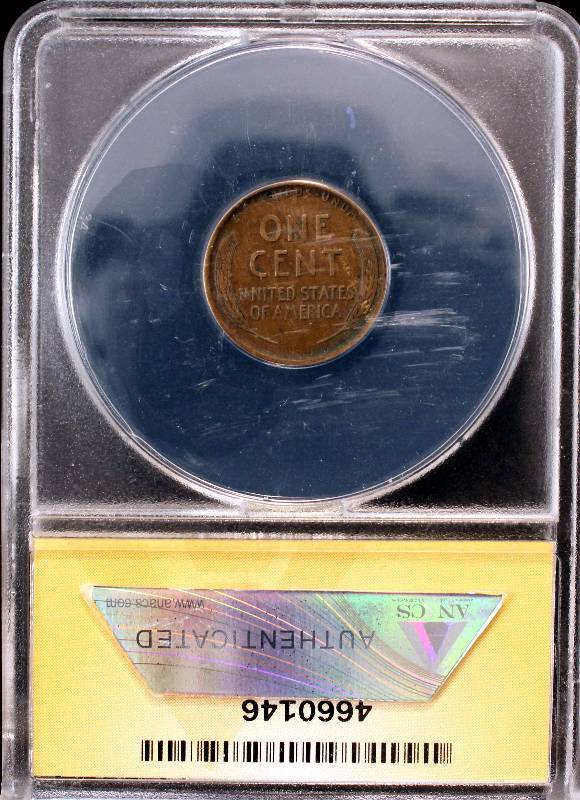 ONE
CENT
UNITED STATES
OF AMERICA
www.anacs.com
AN CS
AUTHENTICATED
4660146